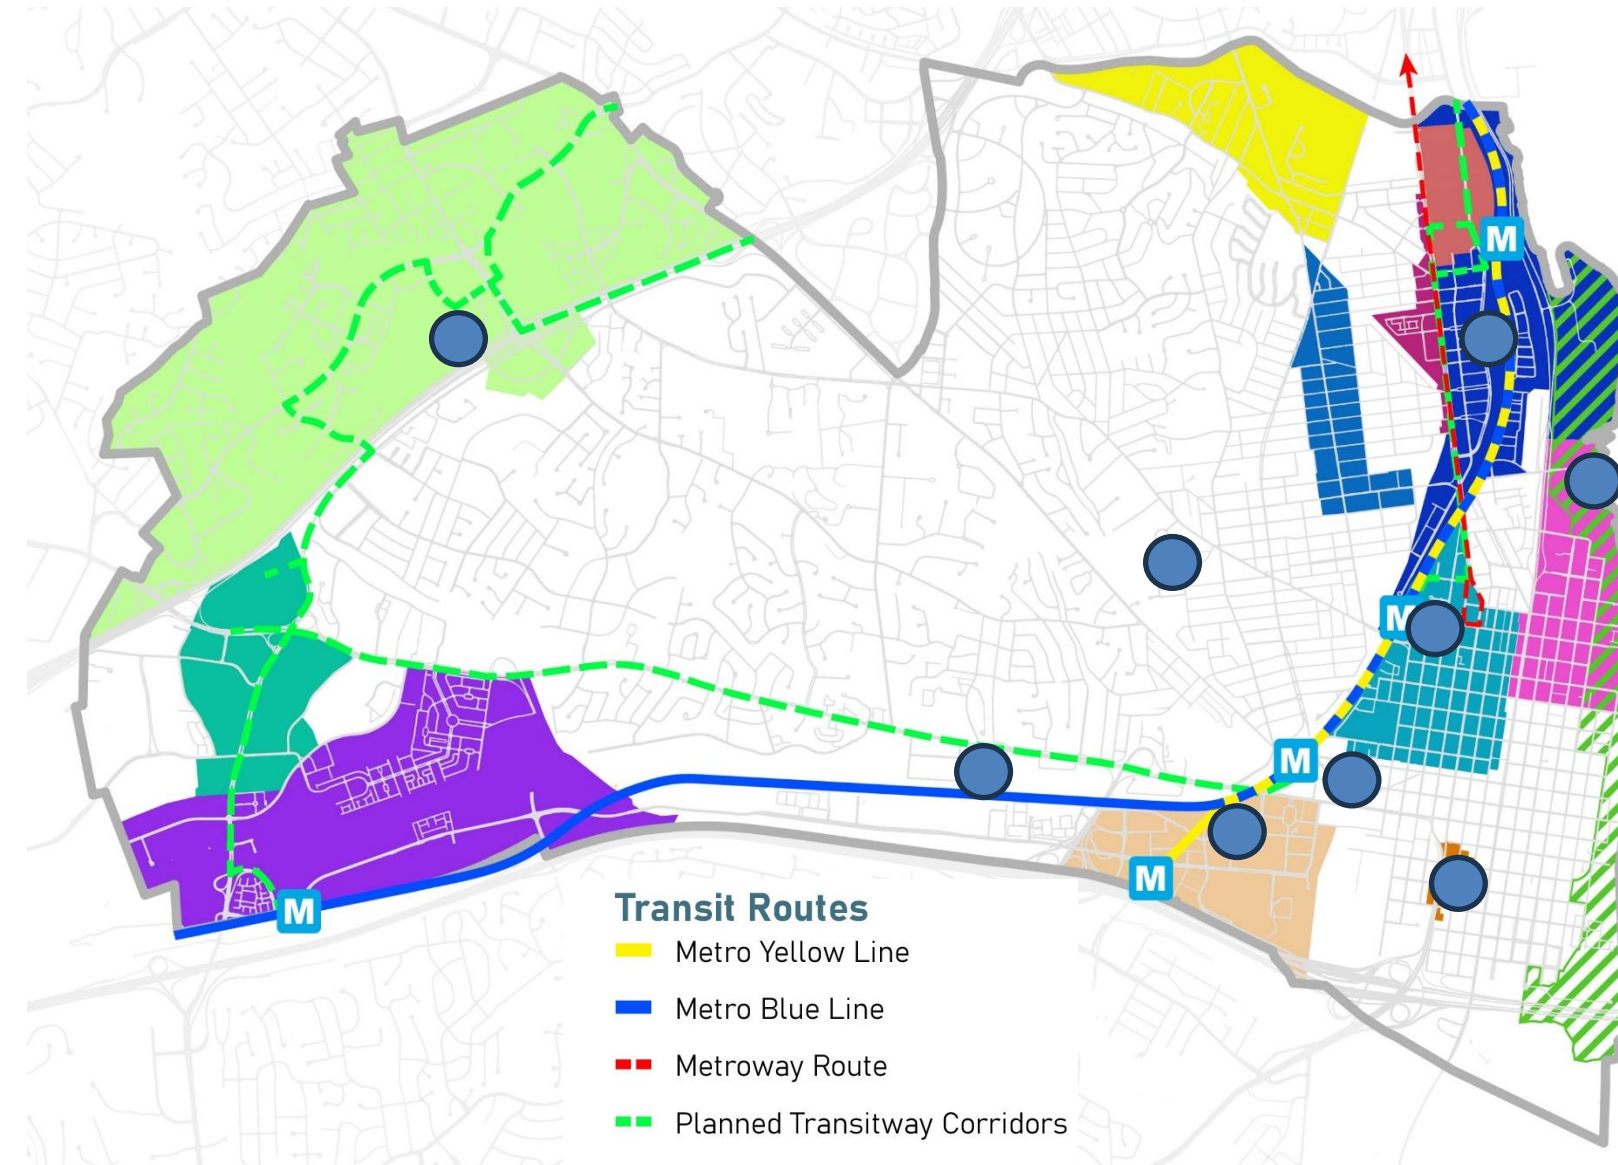 M
M
M
M
M
Transit Routes
Metro Yellow Line
Metro Blue Line
Metroway Route
Planned Transitway Corridors